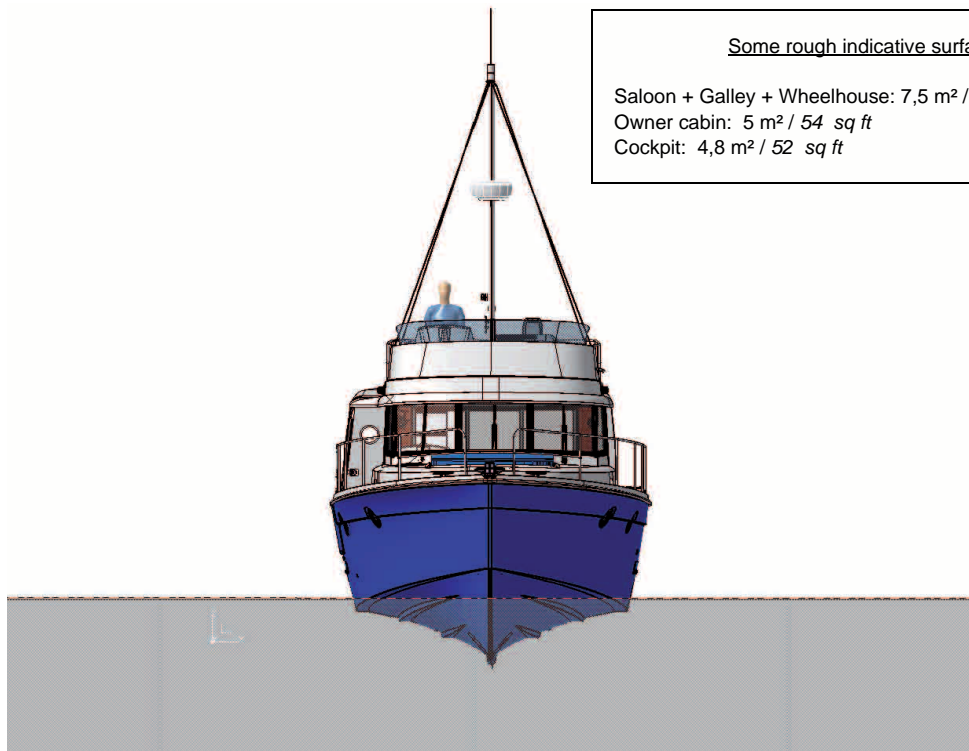 Some rough indicative
Saloon + Galley + Wheelhouse: 7,5 m² /
Owner cabin: 5 m² / 54 sq ft
Cockpit: 4,8 m² / 52 sq ft